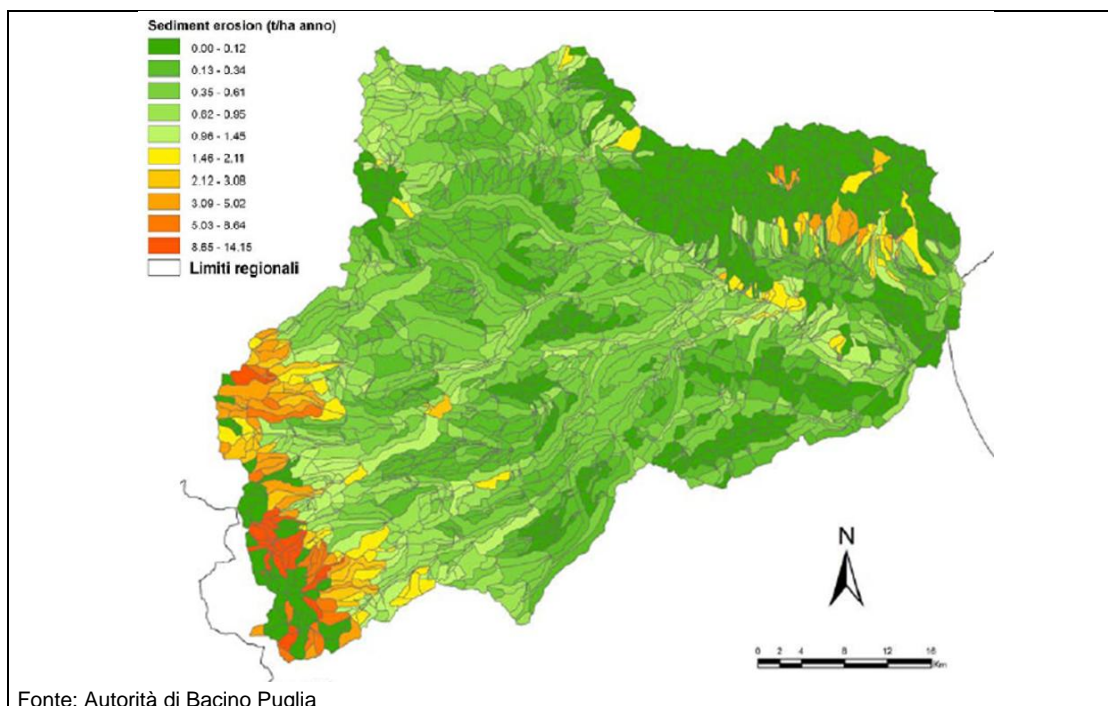 Sediment erosion (t/ha anno)
0.00 - 0.12
0.13 - 0.34
0.35 - 0.61
0.62 - 0.95
0.96 - 1.45
1.46 - 2.11
2.12 - 3.08
3.09 - 5.02
5.03 - 8.64
8.65 - 14.15
Limiti regionali
N
0 2 4 8 12 16
Km
Fonte: Autorità di Bacino Puglia